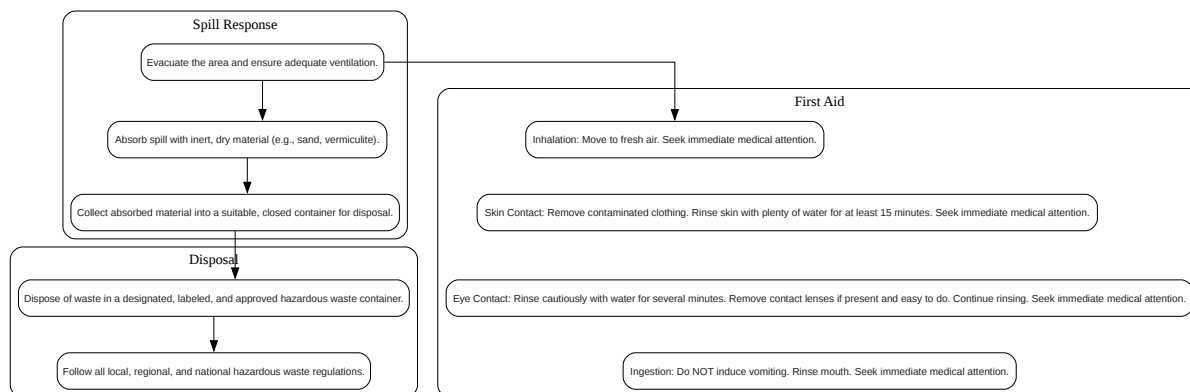 Spill Response
Evacuate the area and ensure adequate ventilation.
Absorb spill with inert, dry material (e.g., sand, vermiculite).
Collect absorbed material into a suitable, closed container for disposal.
Disposal
Dispose of waste in a designated, labeled, and approved hazardous waste container.
Follow all local, regional, and national hazardous waste regulations.
First Aid
Inhalation: Move to fresh air. Seek immediate medical attention.
Skin Contact: Remove contaminated clothing. Rinse skin with plenty of water for at least 15 minutes. Seek immediate medical attention.
Eye Contact: Rinse cautiously with water for several minutes. Remove contact lenses if present and easy to do. Continue rinsing. Seek immediate medical attention.
Ingestion: Do NOT induce vomiting. Rinse mouth. Seek immediate medical attention.